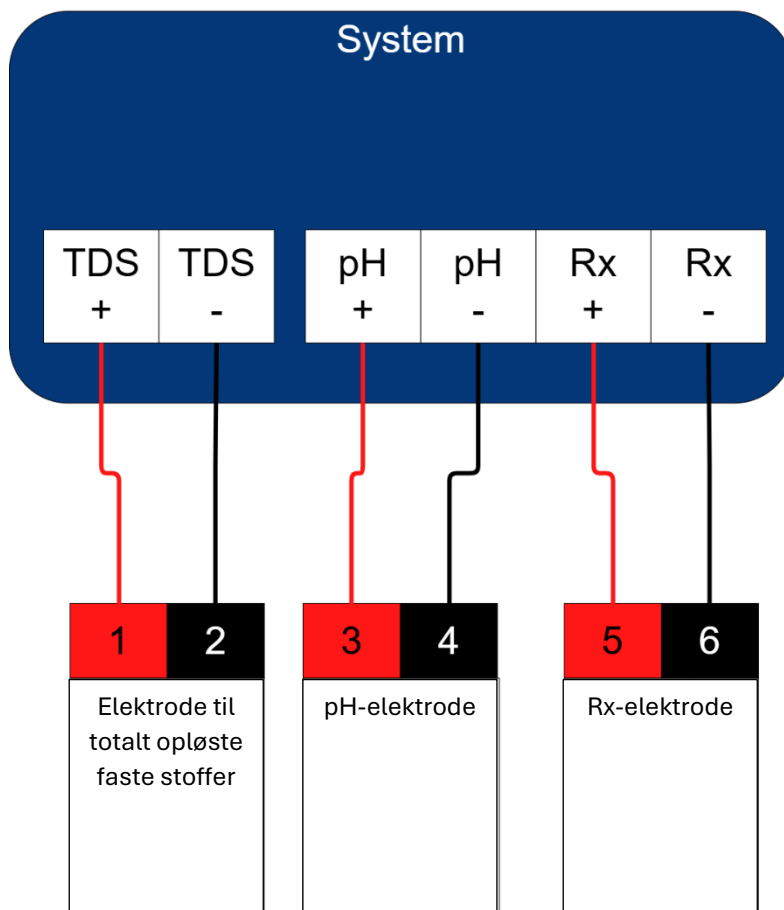 System
TDS TDS pH pH Rx Rx
+ - + - + -
1 2 3 4 5 6
Elektrode til
totalt opløste
faste stoffer
pH-elektrode
Rx-elektrode